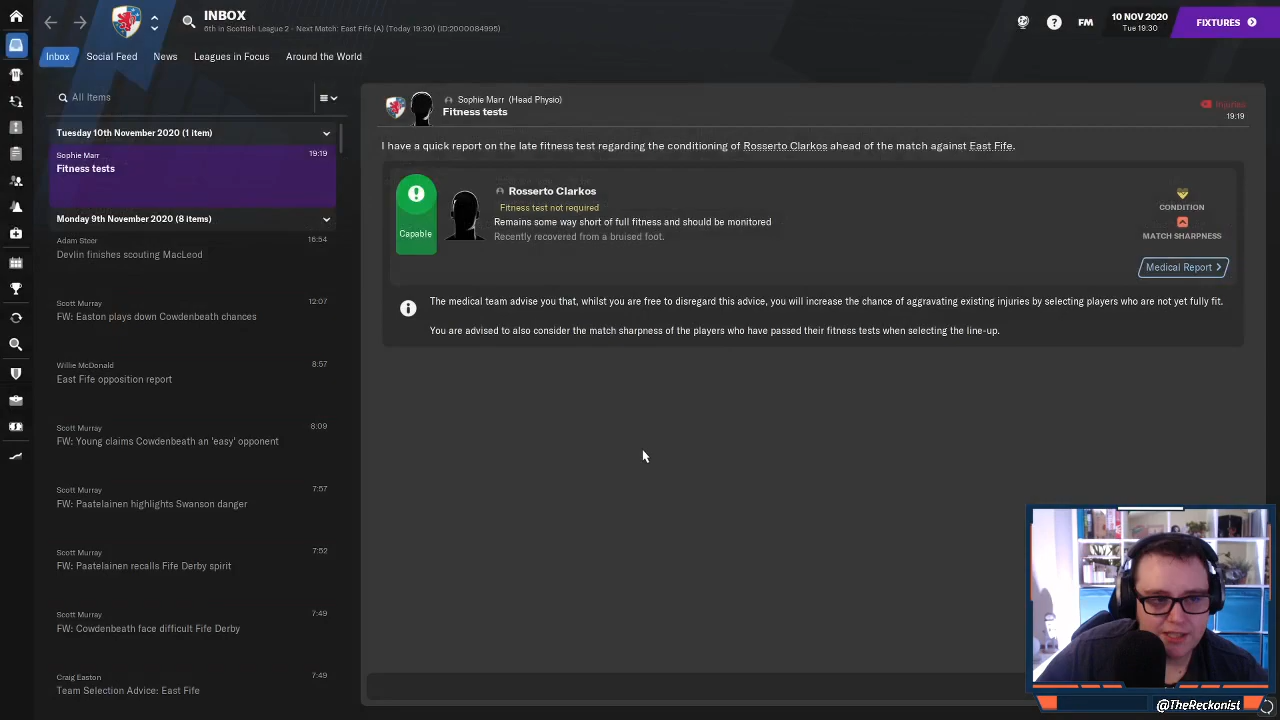 INBOX
6th in Scottish League 2 - Next Match: East Fife (A) (Today 19:30) (ID:2000084995)
FM
10 NOV 2020
Tue 19:30
FIXTURES
Inbox
Social Feed
News
Leagues in Focus
Around the World
All Items
Tuesday 10th November 2020 (1 item)
Sophie Marr
19:19
Fitness tests
Monday 9th November 2020 (8 items)
Adam Steer
16:54
Devlin finishes scouting MacLeod
Scott Murray
12:07
FW: Easton plays down Cowdenbeath chances
Willie McDonald
8:57
East Fife opposition report
Scott Murray
8:09
FW: Young claims Cowdenbeath an 'easy' opponent
Scott Murray
7:57
FW: Paatelainen highlights Swanson danger
Scott Murray
7:52
FW: Paatelainen recalls Fife Derby spirit
Scott Murray
7:49
FW: Cowdenbeath face difficult Fife Derby
Craig Easton
7:49
Team Selection Advice: East Fife
Sophie Marr (Head Physio)
Fitness tests
Injuries
19:19
I have a quick report on the late fitness test regarding the conditioning of Rosserto Clarkos ahead of the match against East Fife.
Capable
Rosserto Clarkos
Fitness test not required
Remains some way short of full fitness and should be monitored
Recently recovered from a bruised foot.
CONDITION
MATCH SHARPNESS
Medical Report
The medical team advise you that, whilst you are free to disregard this advice, you will increase the chance of aggravating existing injuries by selecting players who are not yet fully fit.
You are advised to also consider the match sharpness of the players who have passed their fitness tests when selecting the line-up.
@TheReckonist